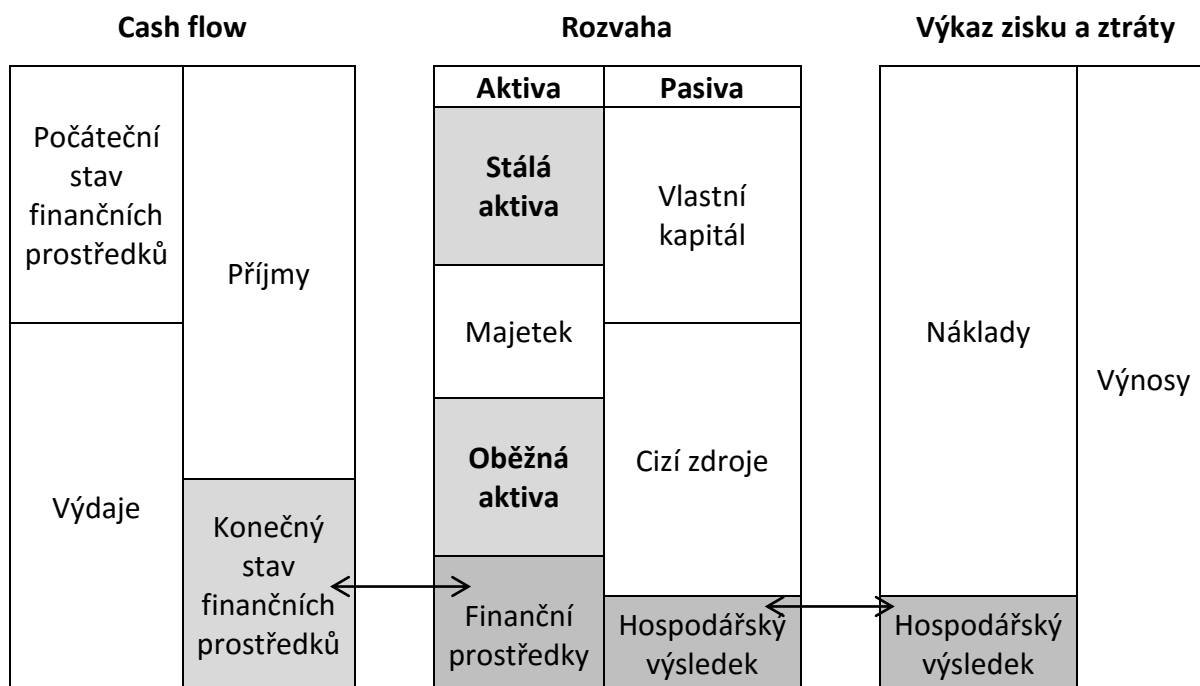 Cash flow
Počáteční
stav
finančních
prostředků
Příjmy
Výdaje
Konečný
stav
finančních
prostředků
Rozvaha
Aktiva
Pasiva
Stálá
aktiva
Majetek
Oběžná
aktiva
Finanční
prostředky
Vlastní
kapitál
Cizí zdroje
Hospodářský
výsledek
Výkaz zisku a ztráty
Náklady
Hospodářský
výsledek
Výnosy